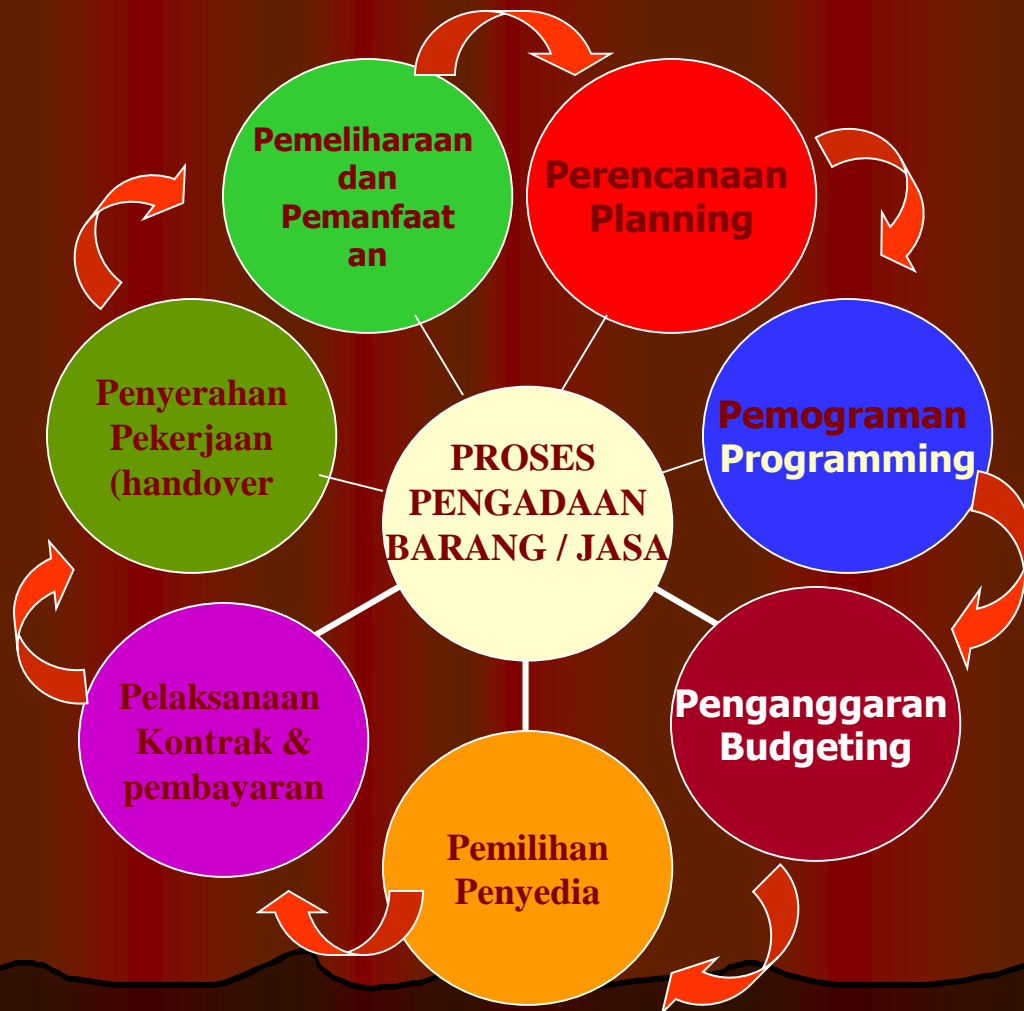 Pemeliharaan
dan
Pemanfaat
an
Perencanaan
Planning
Pemograman
Programming
Penganggaran
Budgeting
Pemilihan
Penyedia
Pelaksanaan
Kontrak &
pembayaran
Penyerahan
Pekerjaan
(handover
PROSES
PENGADAAN
BARANG / JASA